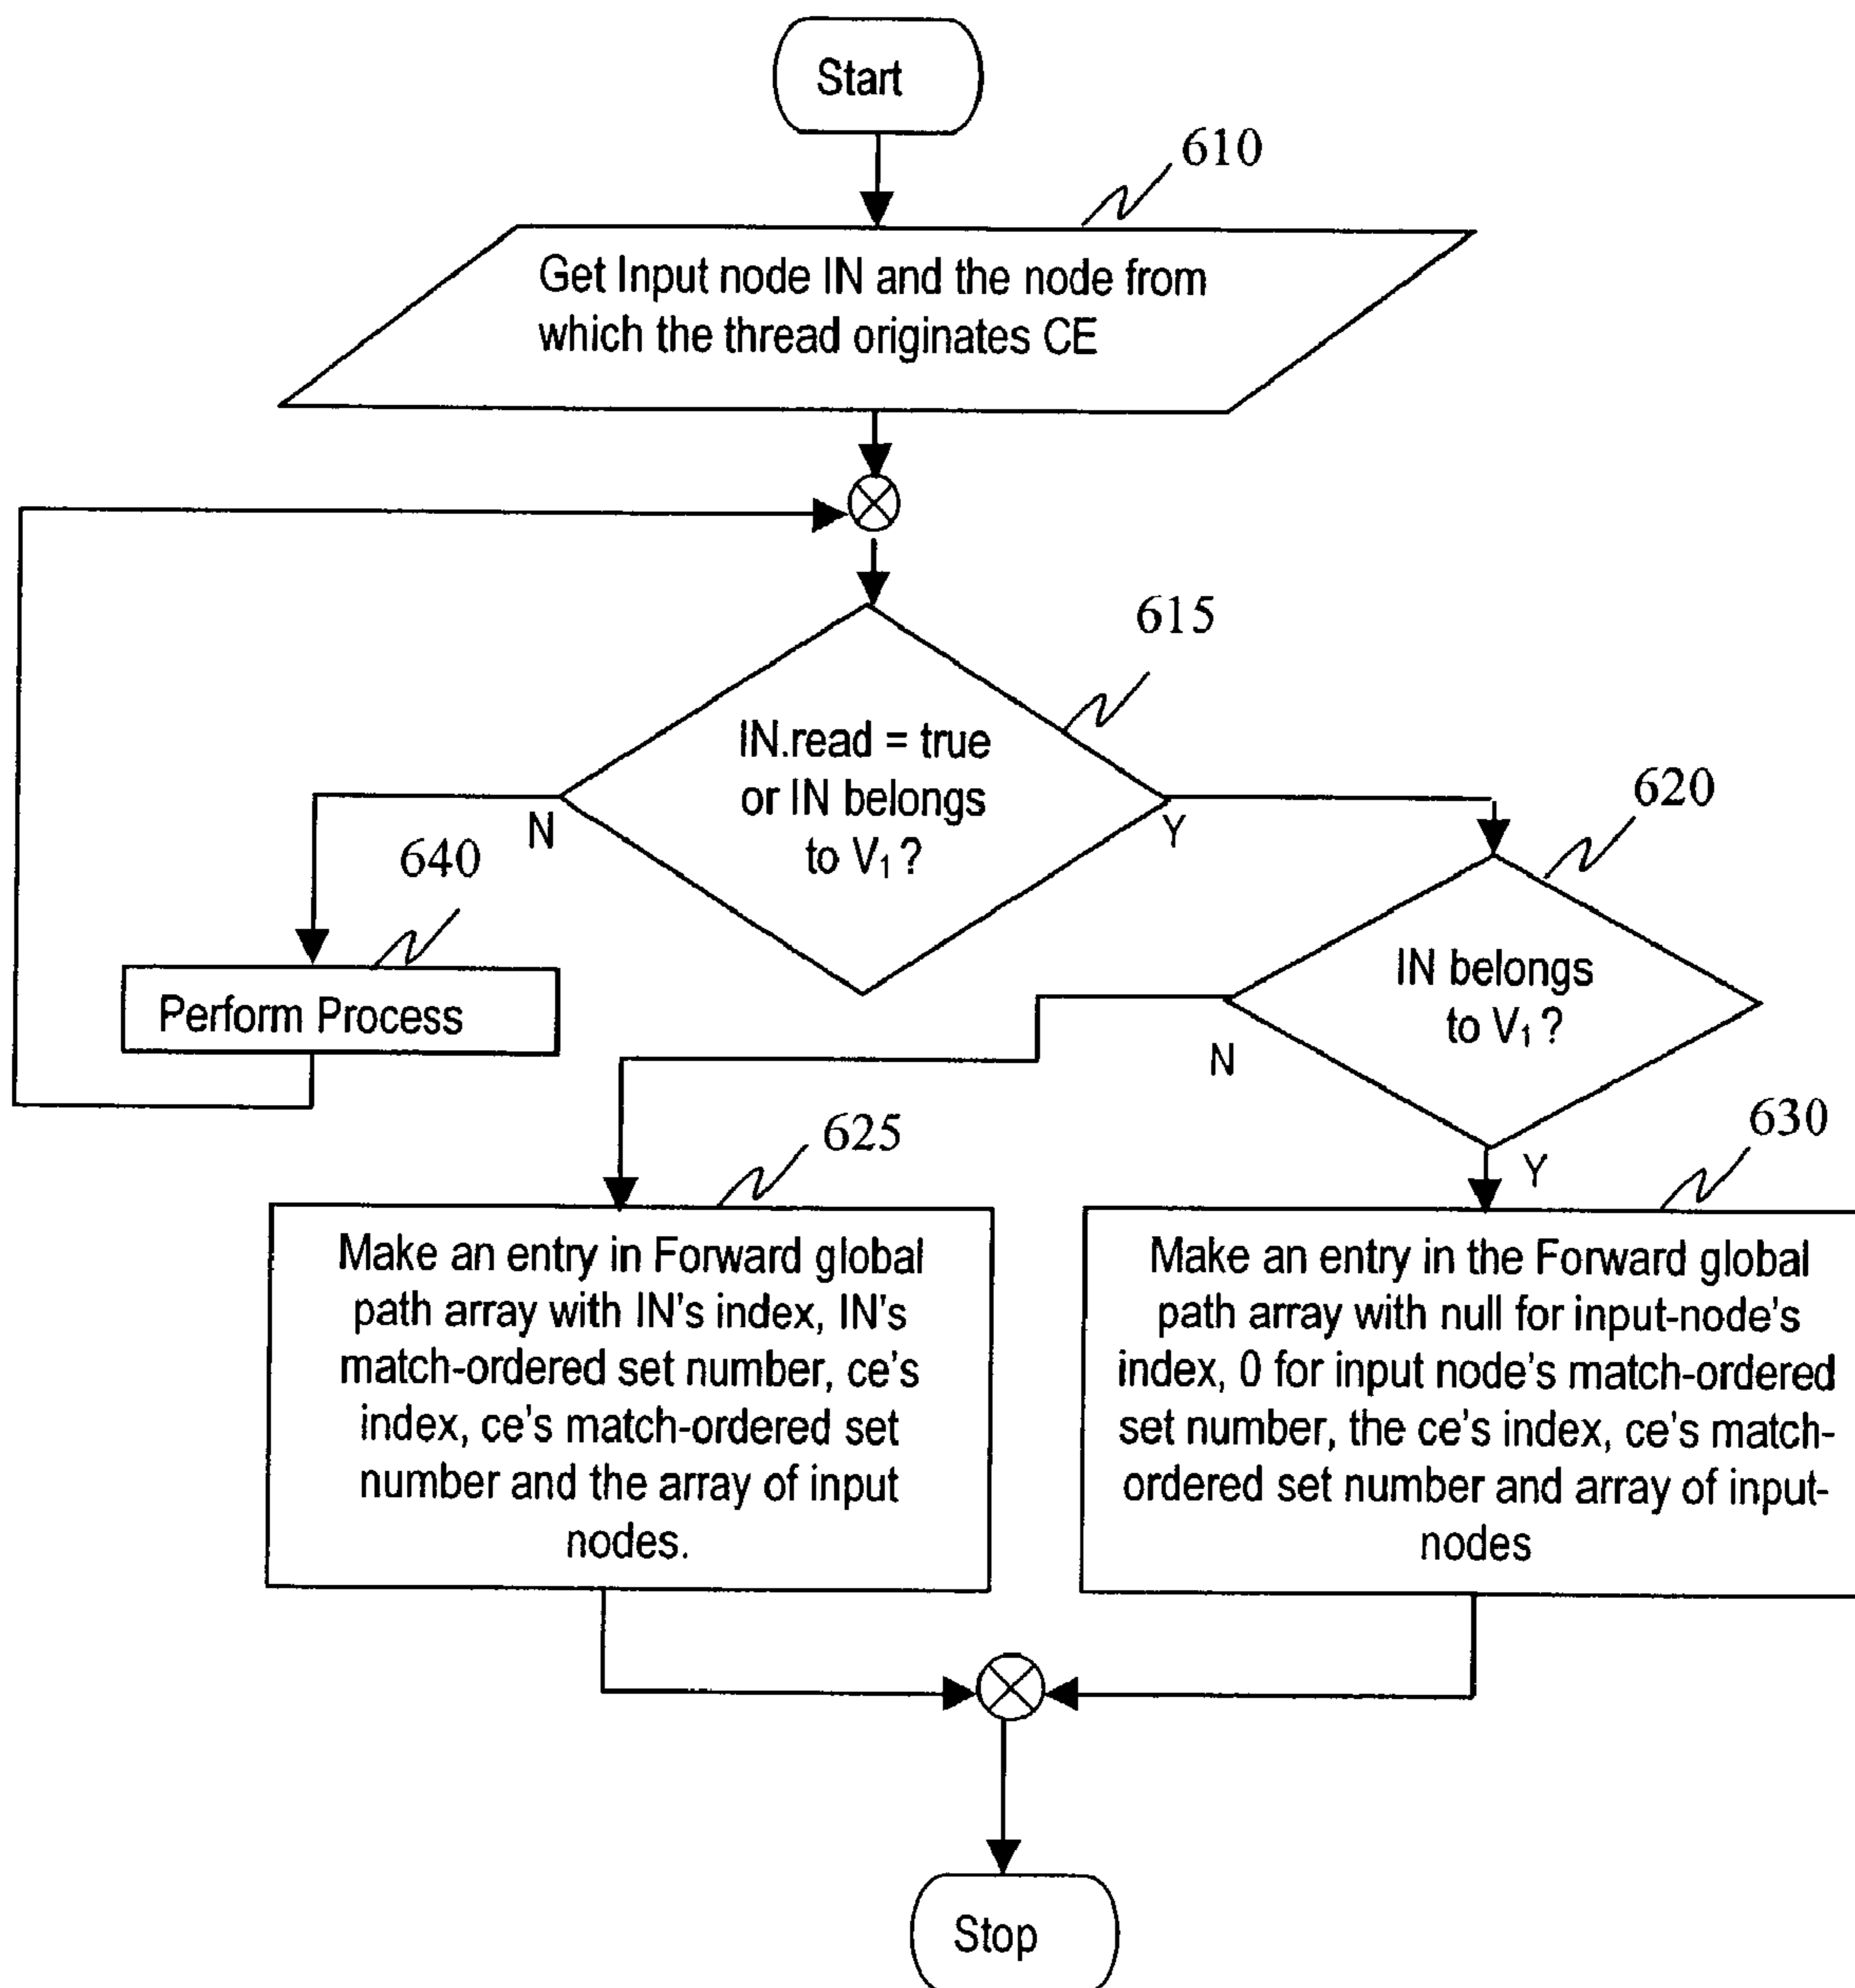 Start
610
Get Input node IN and the node from
which the thread originates CE
615
IN.read = true
or IN belongs
to V₁ ?
N
Y
620
640
IN belongs
to V₁ ?
Perform Process
N
Y
625
630
Make an entry in Forward global
path array with IN's index, IN's
match-ordered set number, ce's
index, ce's match-ordered set
number and the array of input
nodes.
Make an entry in the Forward global
path array with null for input-node's
index, 0 for input node's match-ordered
set number, the ce's index, ce's match-
ordered set number and array of input-
nodes
Stop